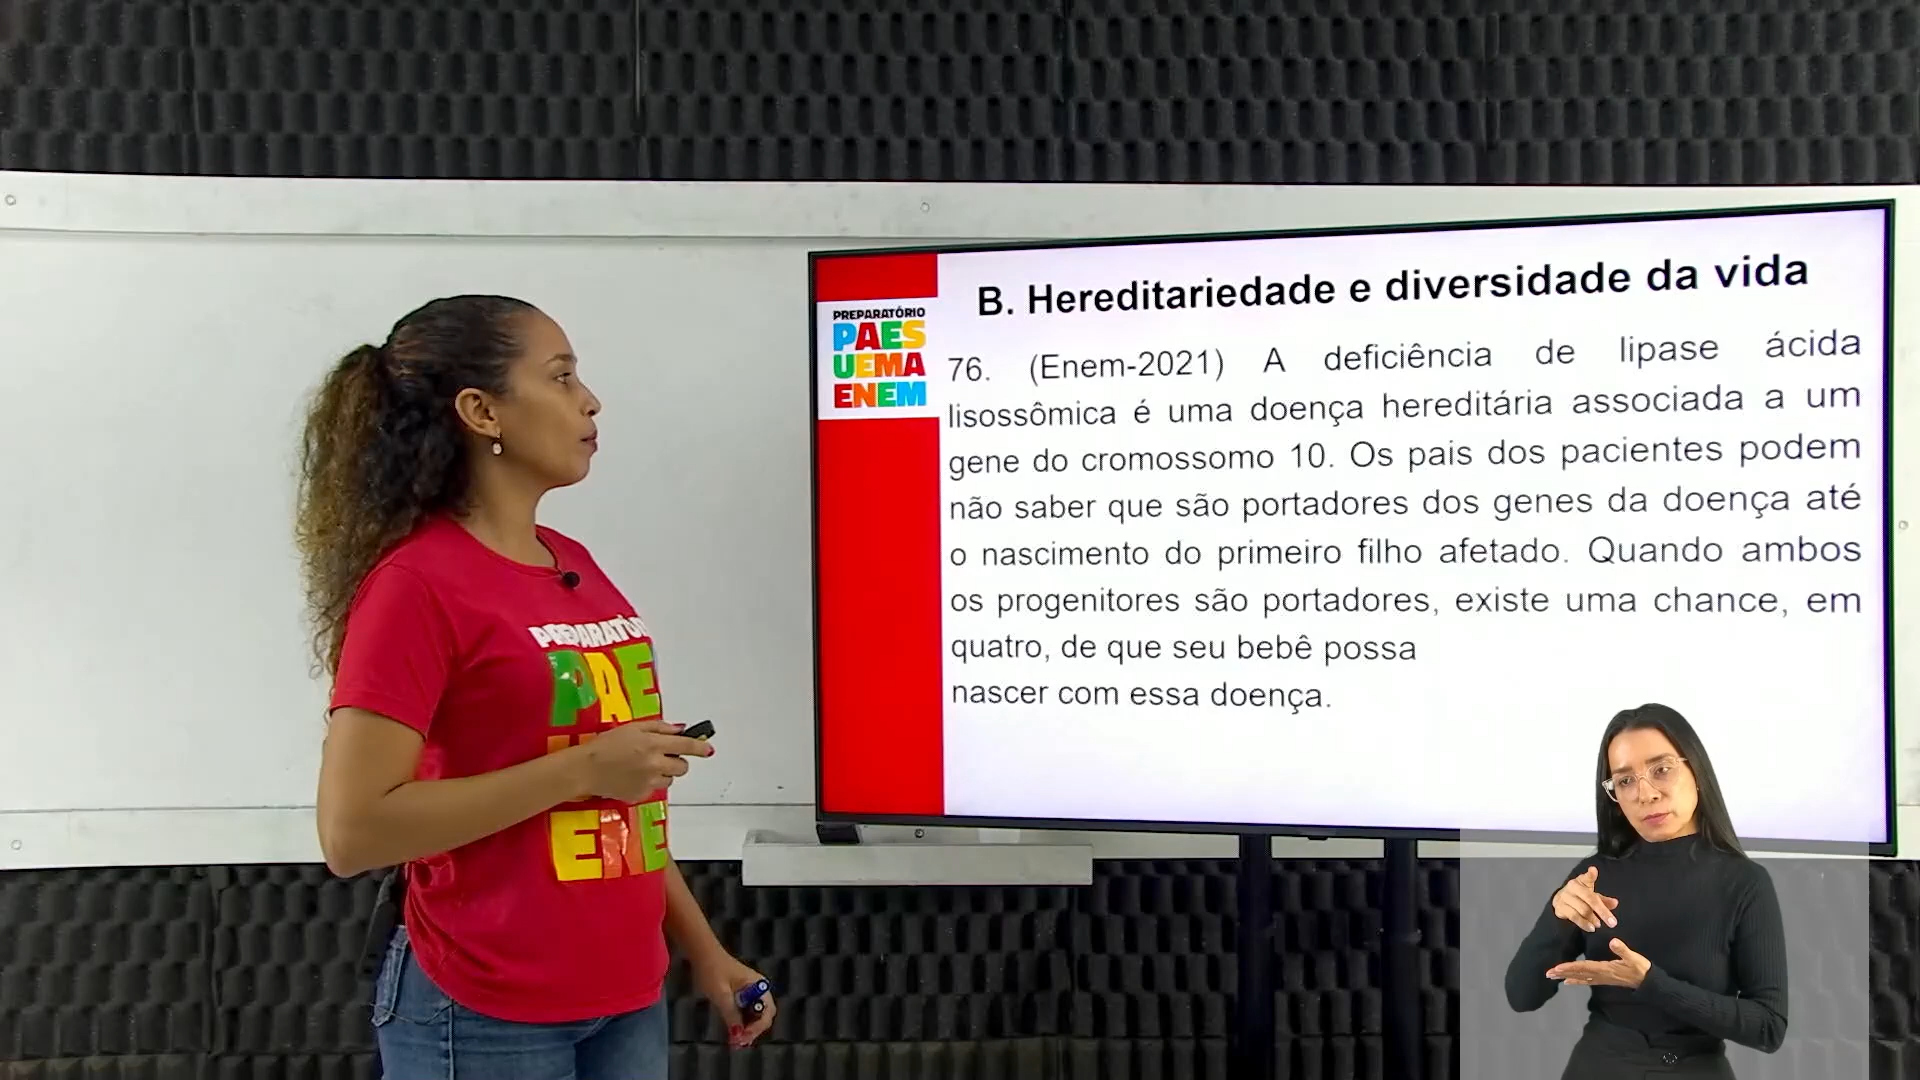 B. Hereditariedade e diversidade da vida
PREPARATÓRIO
PAES
UEMA
ENEM
76. (Enem-2021) A deficiência de lipase ácida
lisossômica é uma doença hereditária associada a um
gene do cromossomo 10. Os pais dos pacientes podem
não saber que são portadores dos genes da doença até
o nascimento do primeiro filho afetado. Quando ambos
os progenitores são portadores, existe uma chance, em
quatro, de que seu bebê possa
nascer com essa doença.
PREPARATÓ
PAE
ENE